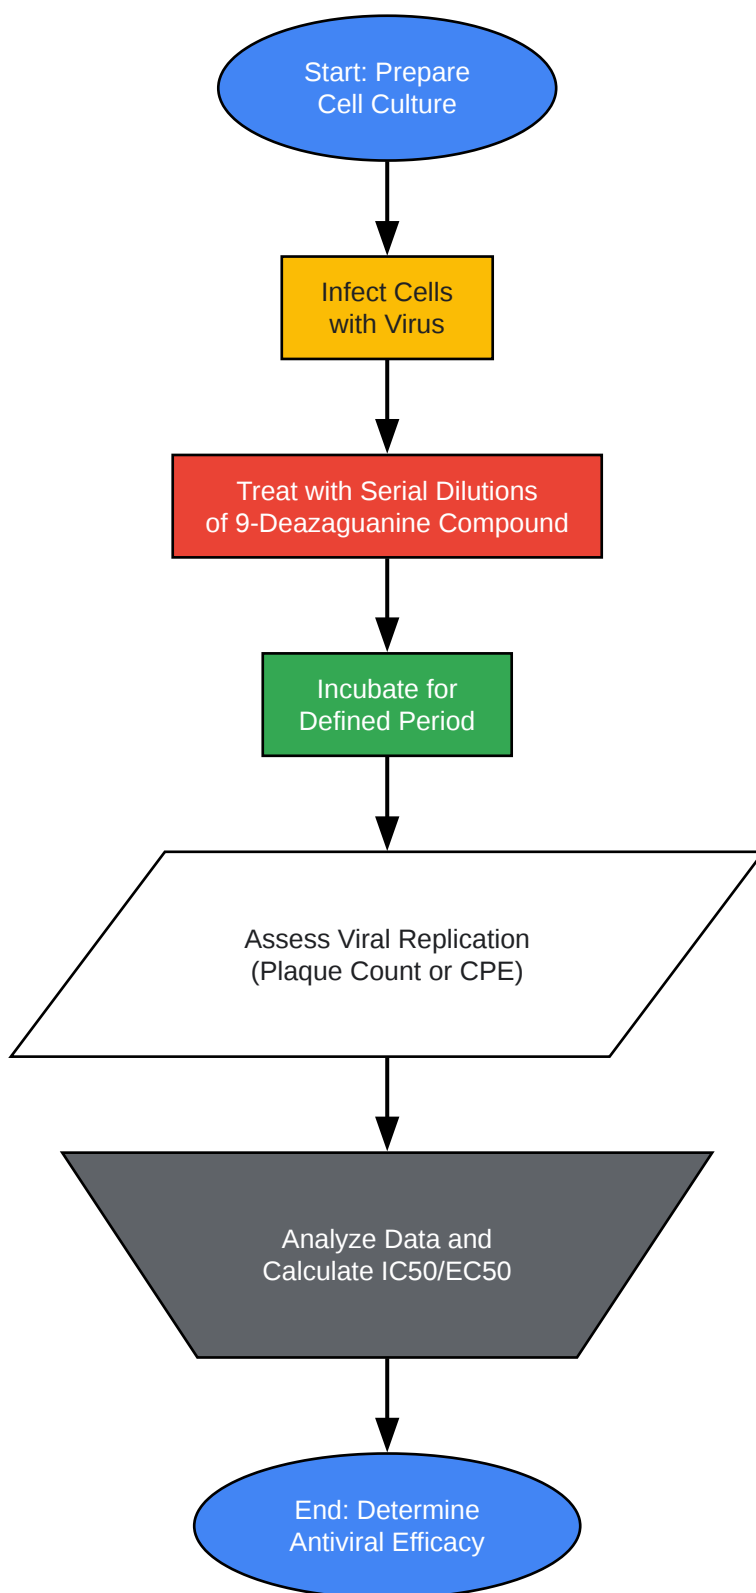 Start: Prepare
Cell Culture
Infect Cells
with Virus
Treat with Serial Dilutions
of 9-Deazaguanine Compound
Incubate for
Defined Period
Assess Viral Replication
(Plaque Count or CPE)
Analyze Data and
Calculate IC50/EC50
End: Determine
Antiviral Efficacy